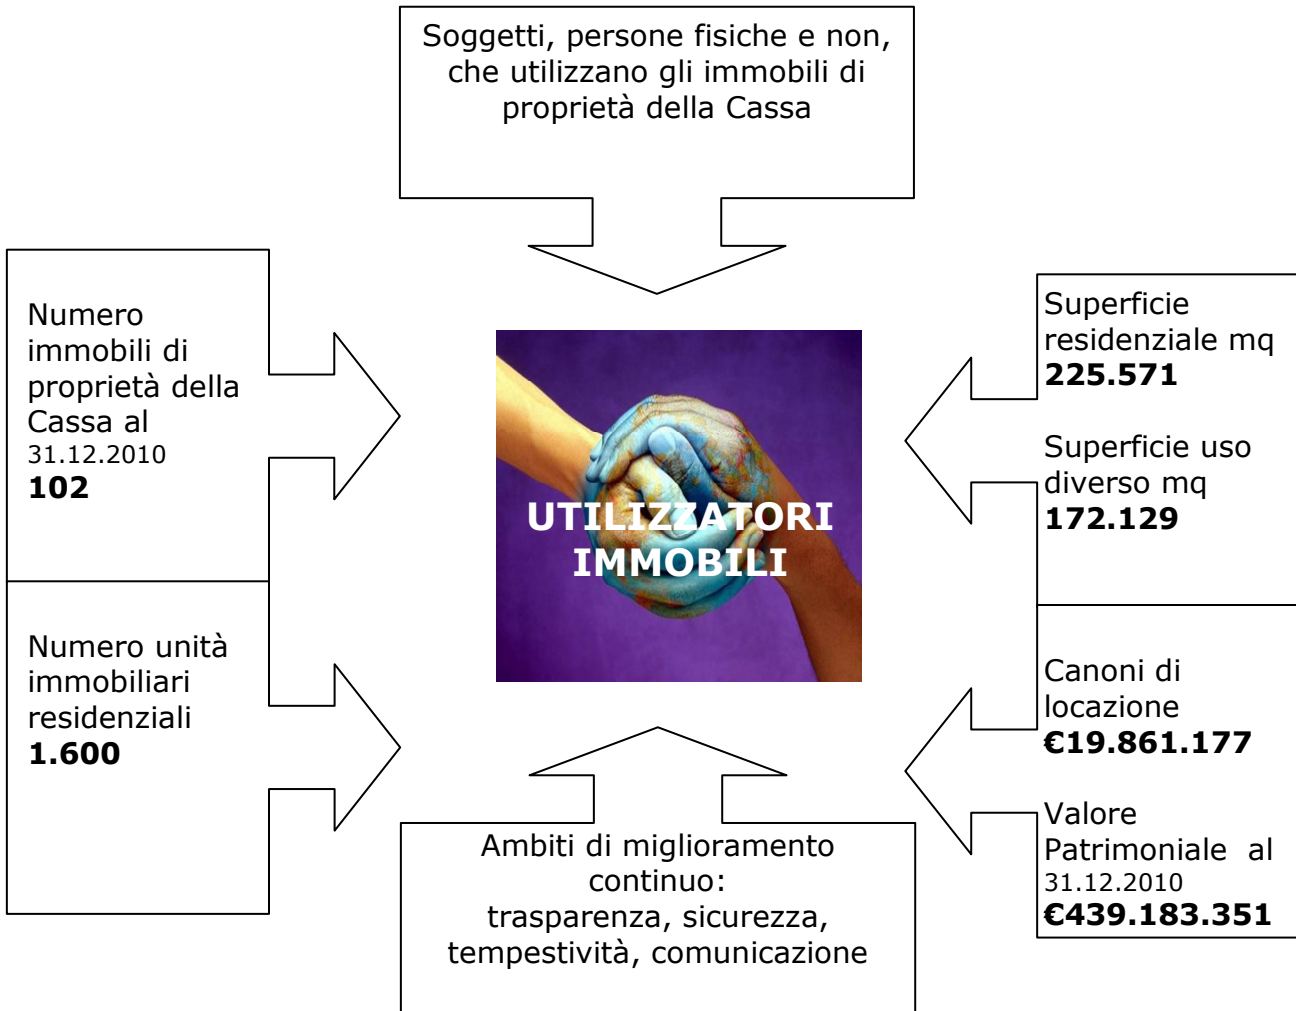 Soggetti, persone fisiche e non,
che utilizzano gli immobili di
proprietà della Cassa
Numero
immobili di
proprietà della
Cassa al
31.12.2010
102
Numero unità
immobiliari
residenziali
1.600
UTILIZZATORI
IMMOBILI
Superficie
residenziale mq
225.571
Superficie uso
diverso mq
172.129
Canoni di
locazione
€19.861.177
Valore
Patrimoniale al
31.12.2010
€439.183.351
Ambiti di miglioramento
continuo:
trasparenza, sicurezza,
tempestività, comunicazione